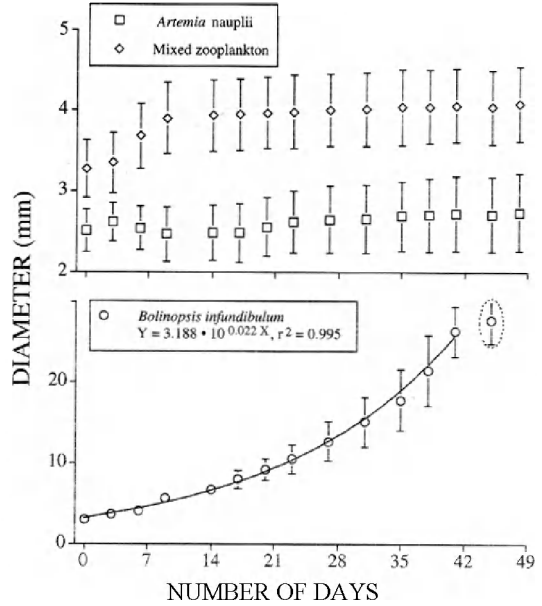 5
Artemia nauplii
Mixed zooplankton
4
3
2
DIAMETER (mm)
Bolinopsis infundibulum
Y = 3.188 • 10 0.022 X, r 2 = 0.995
20
10
0
0 7 14 21 28 35 42 49
NUMBER OF DAYS